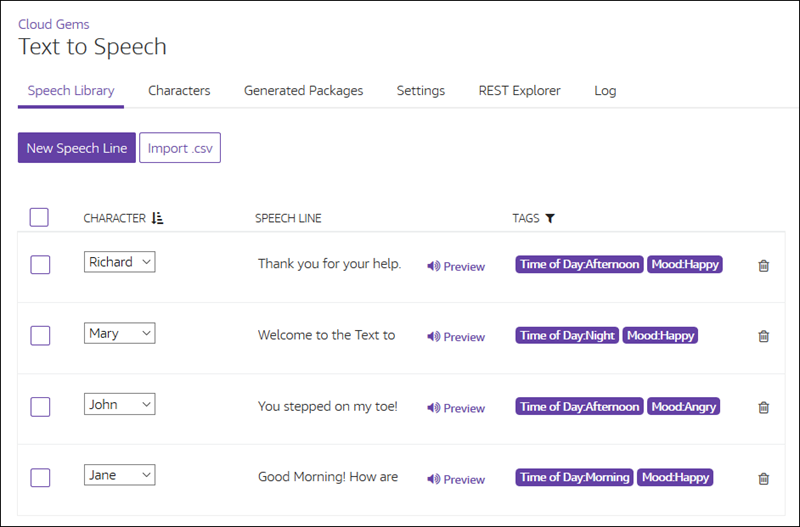 Cloud Gems
Text to Speech
Speech Library Characters Generated Packages Settings REST Explorer Log
New Speech Line Import .csv
CHARACTER SPEECH LINE TAGS
Richard Thank you for your help. Preview Time of Day:Afternoon Mood:Happy
Mary Welcome to the Text to Preview Time of Day:Night Mood:Happy
John You stepped on my toe! Preview Time of Day:Afternoon Mood:Angry
Jane Good Morning! How are Preview Time of Day:Morning Mood:Happy